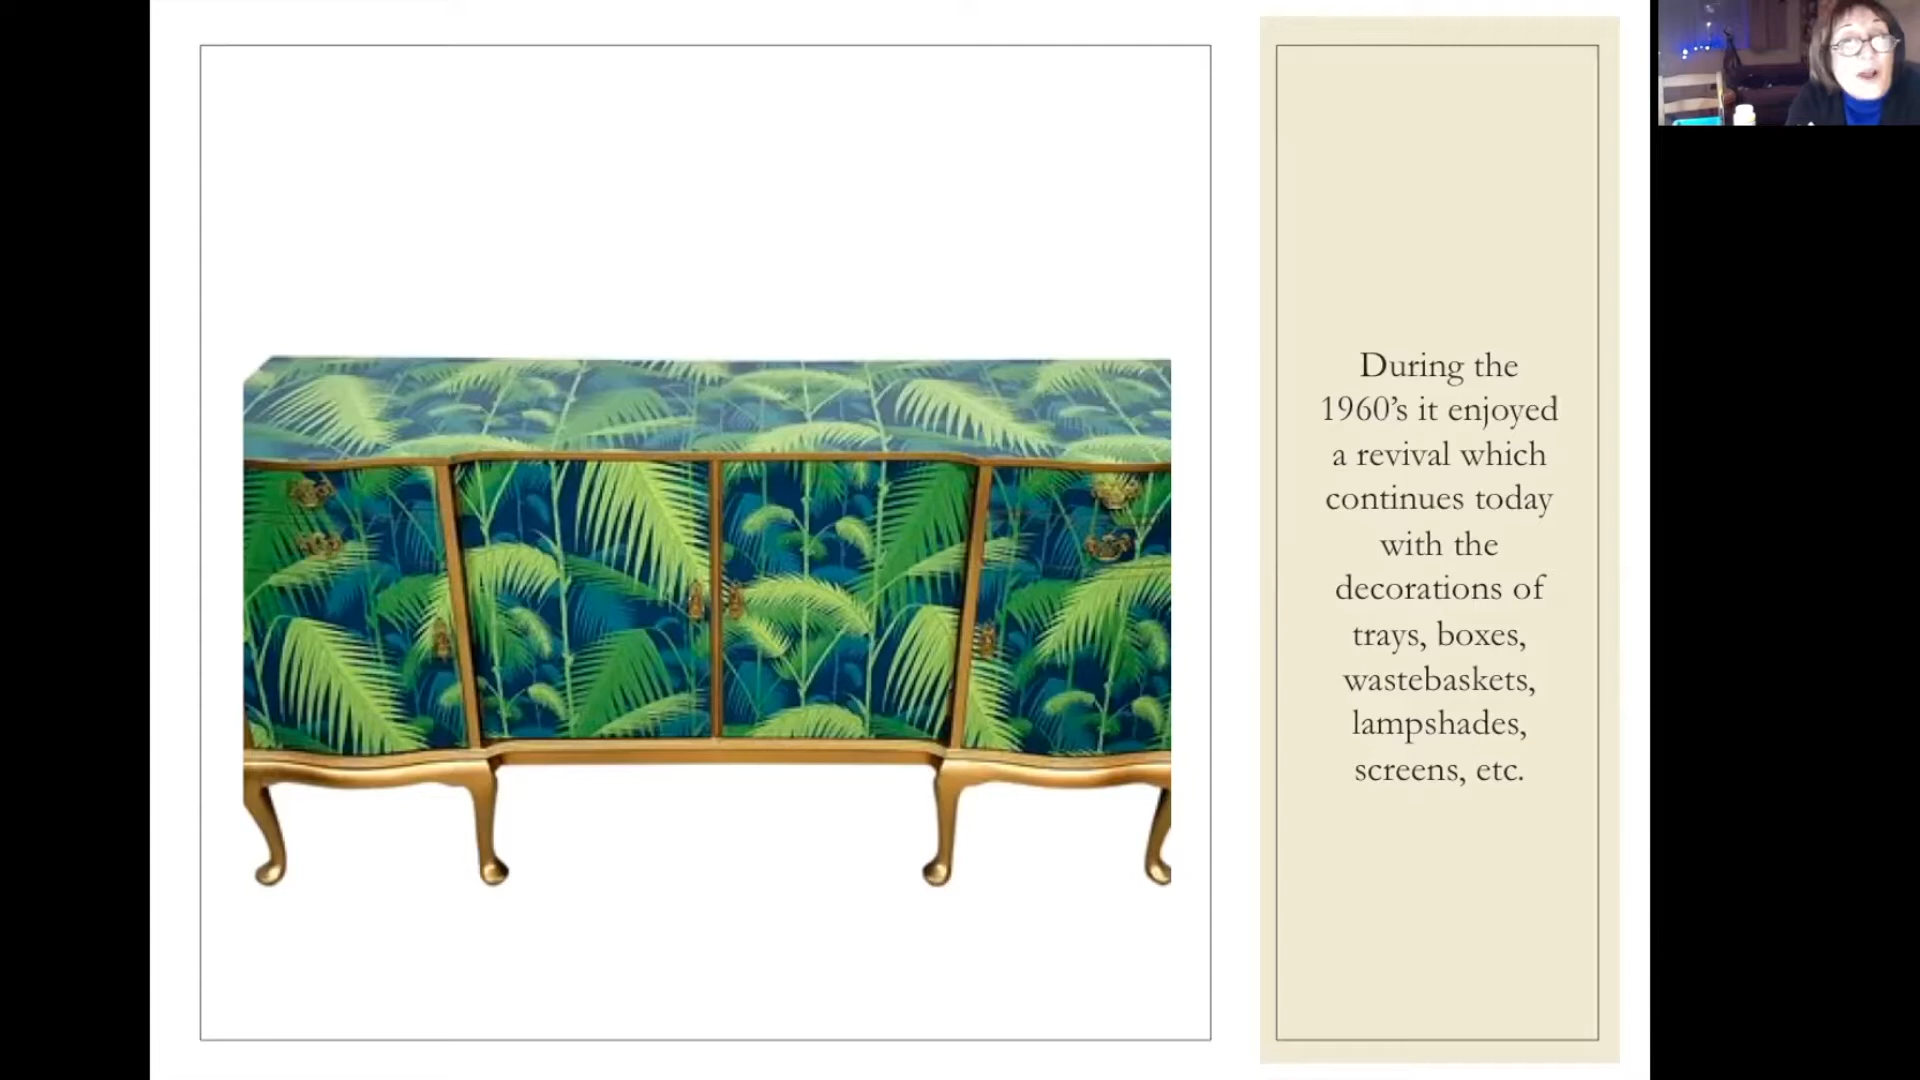 During the
1960’s it enjoyed
a revival which
continues today
with the
decorations of
trays, boxes,
wastebaskets,
lampshades,
screens, etc.